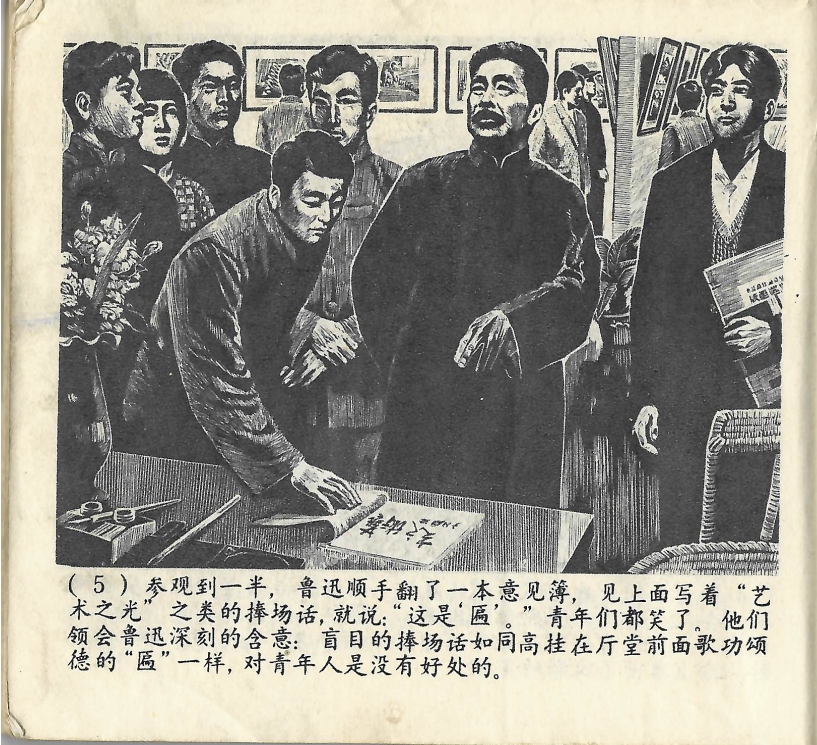 (5)参观到一半，鲁迅顺手翻了一本意见簿，见上面写着“艺
术之光”之类的捧场话，就说：“这是‘匾’。”青年们都笑了。他们
领会鲁迅深刻的含意：盲目的捧场话如同高挂在厅堂前面歌功颂
德的“匾”一样，对青年人是没有好处的。